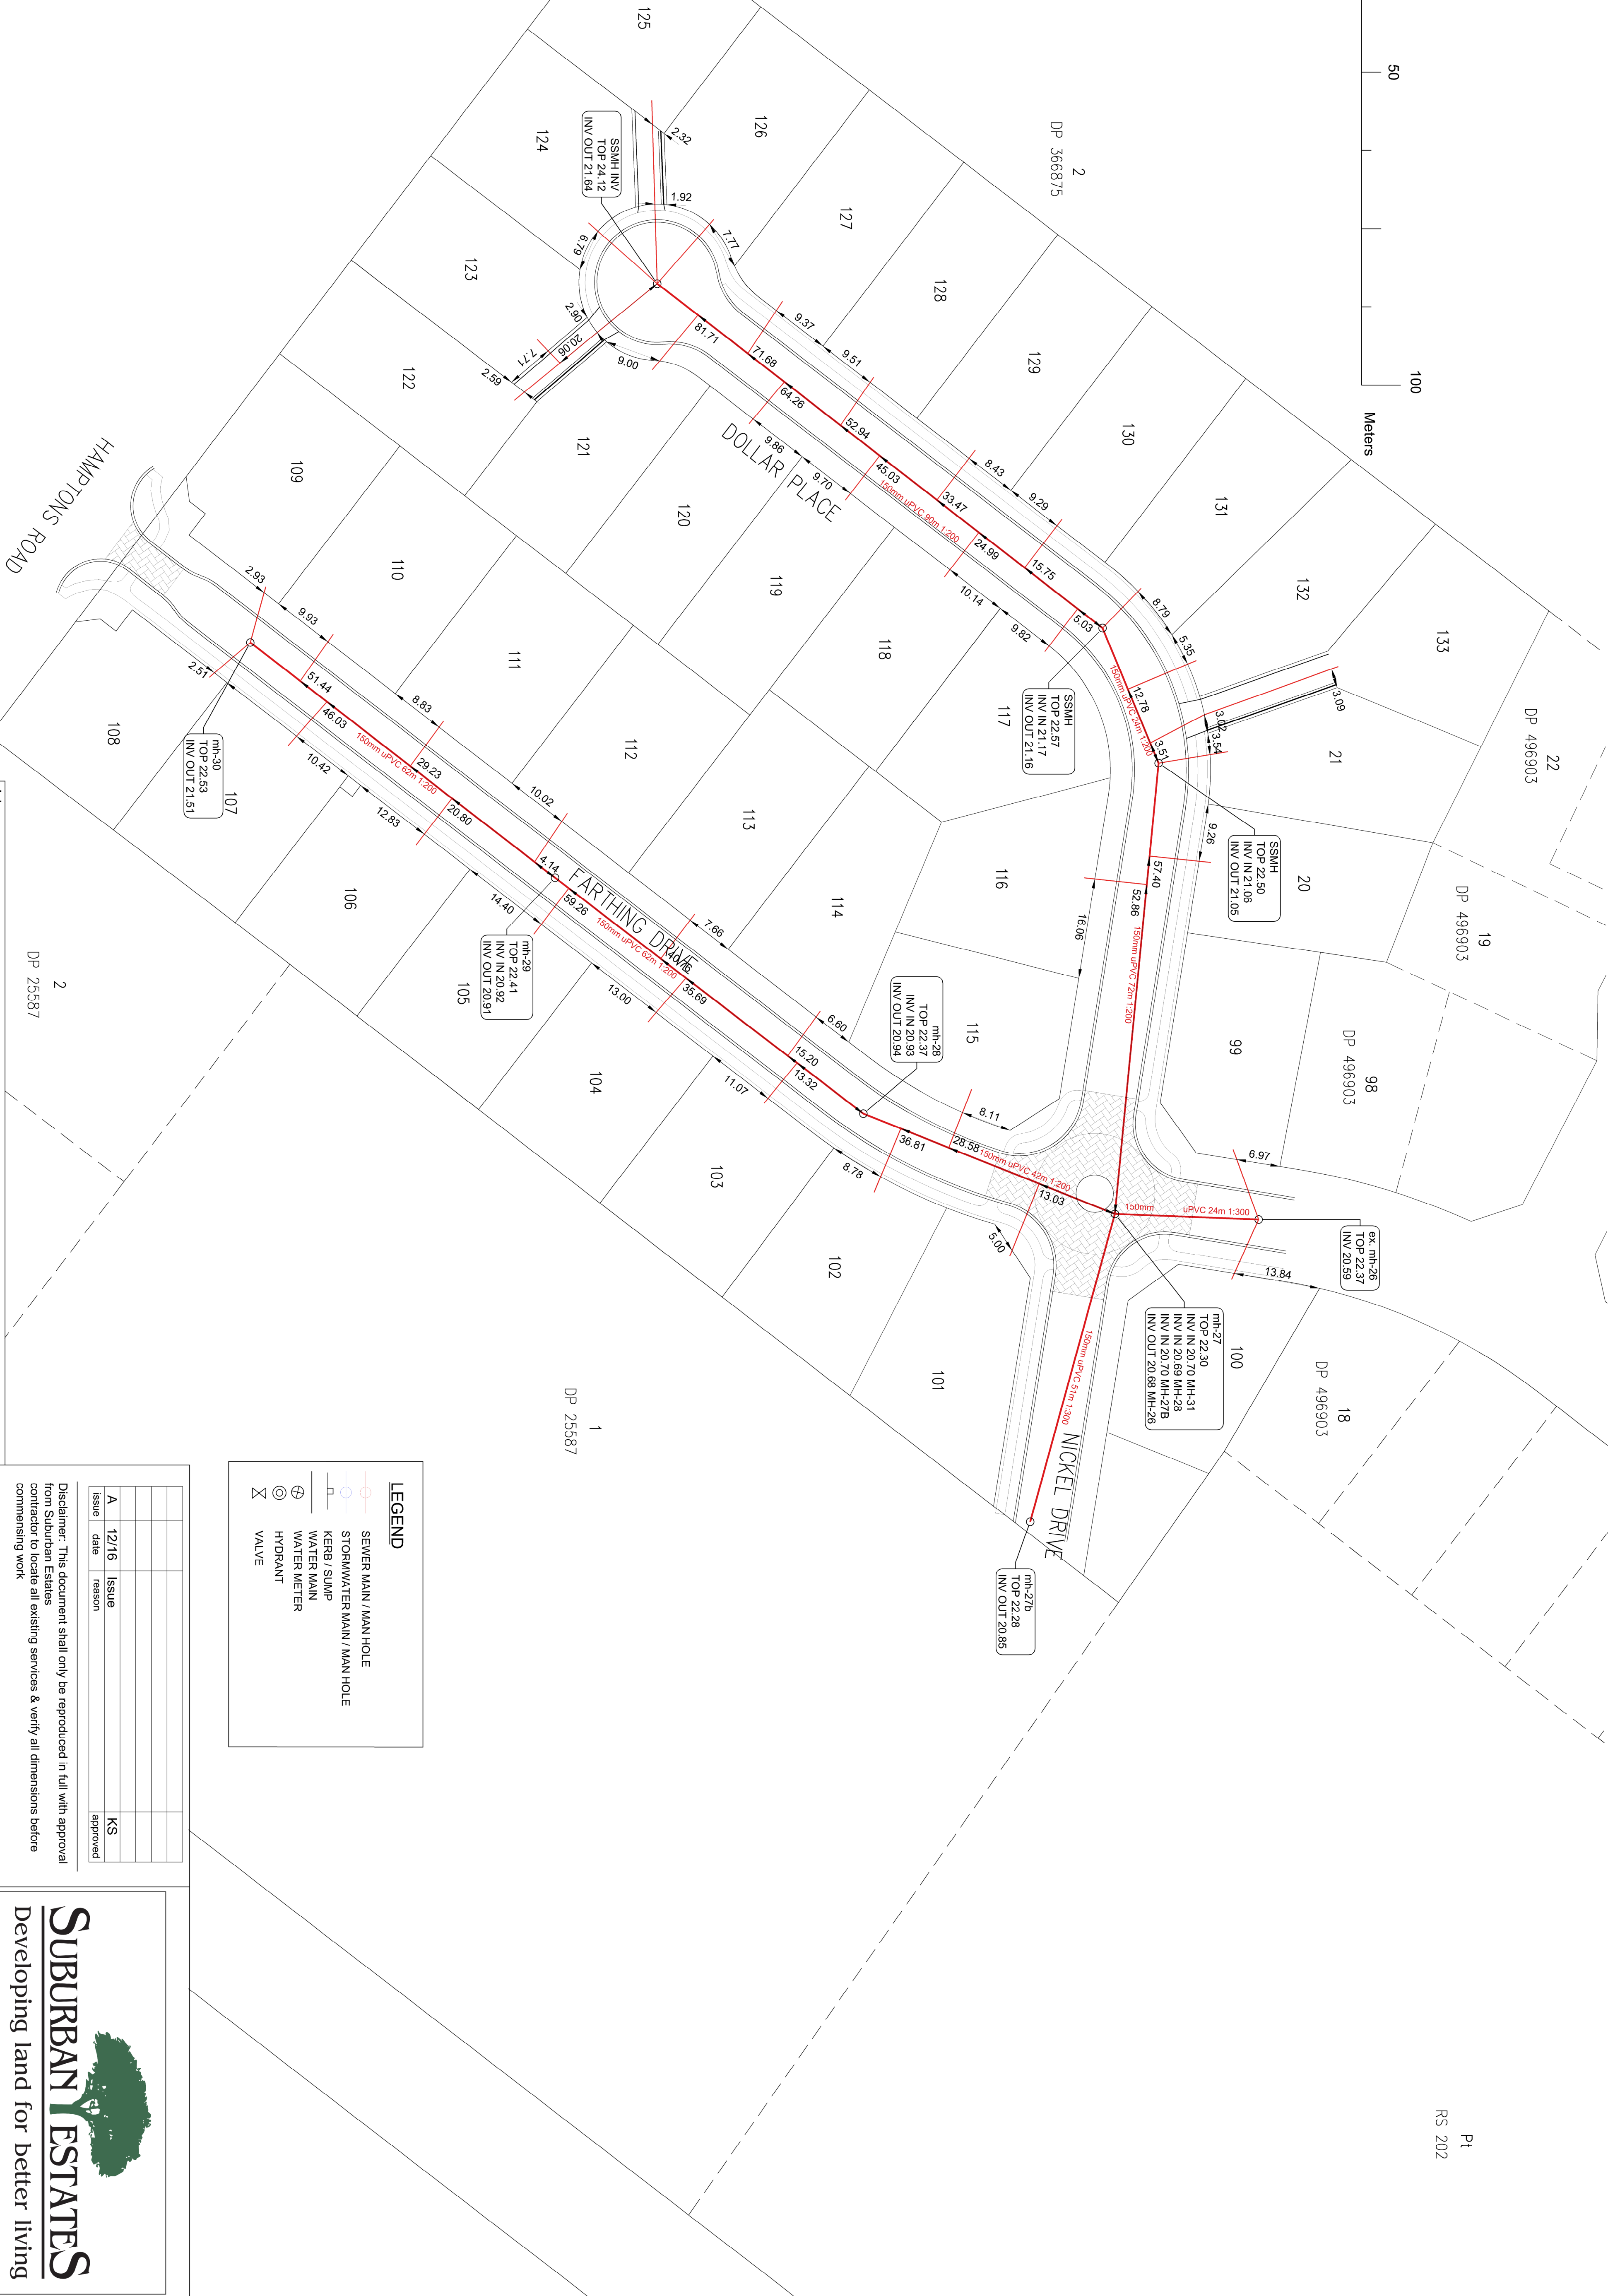 50
100
Meters
2
DP 366875
125
126
127
128
129
130
131
132
133
22
DP 496903
21
20
19
DP 496903
98
DP 496903
99
18
DP 496903
100
Pt
RS 202
124
123
122
121
120
119
118
117
116
115
114
113
112
111
110
109
108
107
106
105
104
103
102
101
2
DP 25587
1
DP 25587
HAMPTONS ROAD
DOLLAR PLACE
FARTHING DRIVE
NICKEL DRIVE
SSMH INV
TOP 24.12
INV OUT 21.64
SSMH
TOP 22.57
INV IN 21.17
INV OUT 21.16
SSMH
TOP 22.50
INV IN 21.06
INV OUT 21.05
ex. mh-26
TOP 22.37
INV 20.59
mh-27
TOP 22.30
INV IN 20.70 MH-31
INV IN 20.69 MH-28
INV IN 20.70 MH-27B
INV OUT 20.68 MH-26
mh-27b
TOP 22.28
INV OUT 20.85
mh-28
TOP 22.37
INV IN 20.93
INV OUT 20.94
mh-29
TOP 22.41
INV IN 20.92
INV OUT 20.91
mh-30
TOP 22.53
INV OUT 21.51
150mm uPVC 90m 1:200
150mm uPVC 24m 1:200
150mm uPVC 72m 1:200
150mm uPVC 24m 1:300
150mm uPVC 51m 1:300
150mm uPVC 42m 1:200
150mm uPVC 62m 1:200
150mm uPVC 62m 1:200
2.32
1.92
7.77
6.79
2.90
20.06
7.71
2.59
9.00
9.37
9.51
8.43
9.29
8.79
5.35
3.02
3.54
3.09
9.26
81.71
71.68
64.26
52.94
45.03
33.47
24.99
15.75
5.03
12.78
3.51
57.40
52.86
9.86
9.70
10.14
9.82
16.06
6.97
13.84
8.11
28.58
36.81
13.03
5.00
8.78
6.60
15.20
13.32
11.07
7.66
35.69
13.00
59.26
14.40
4.14
10.02
20.80
12.83
29.23
8.83
10.42
46.03
51.44
9.93
2.93
2.51
LEGEND
SEWER MAIN / MAN HOLE
STORMWATER MAIN / MAN HOLE
KERB / SUMP
WATER MAIN
WATER METER
HYDRANT
VALVE
A 12/16 Issue KS
issue date reason approved
Disclaimer: This document shall only be reproduced in full with approval
from Suburban Estates
contractor to locate all existing services & verify all dimensions before
commensing work
SUBURBAN ESTATES
Developing land for better living